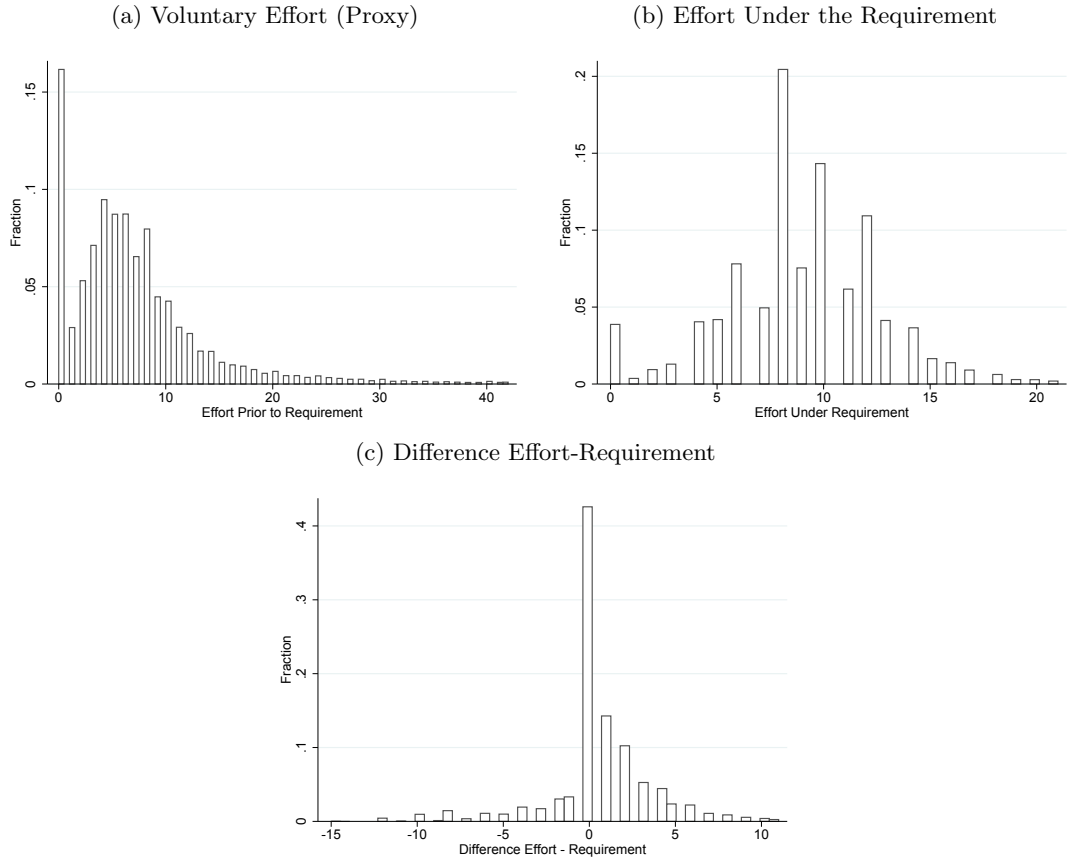 (a) Voluntary Effort (Proxy)
Fraction
.15
.1
.05
0
0 10 20 30 40
Effort Prior to Requirement
(b) Effort Under the Requirement
Fraction
.2
.15
.1
.05
0
0 5 10 15 20
Effort Under Requirement
(c) Difference Effort-Requirement
Fraction
.4
.3
.2
.1
0
-15 -10 -5 0 5 10
Difference Effort - Requirement